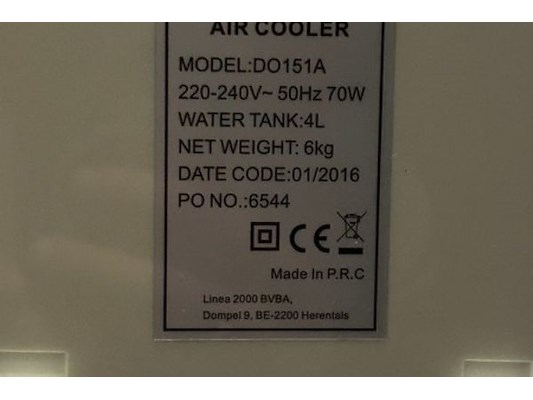 AIR COOLER
MODEL:DO151A
220-240V~ 50Hz 70W
WATER TANK:4L
NET WEIGHT: 6kg
DATE CODE:01/2016
PO NO.:6544
CE
Made In P.R.C
Linea 2000 BVBA,
Dompel 9, BE-2200 Herentals